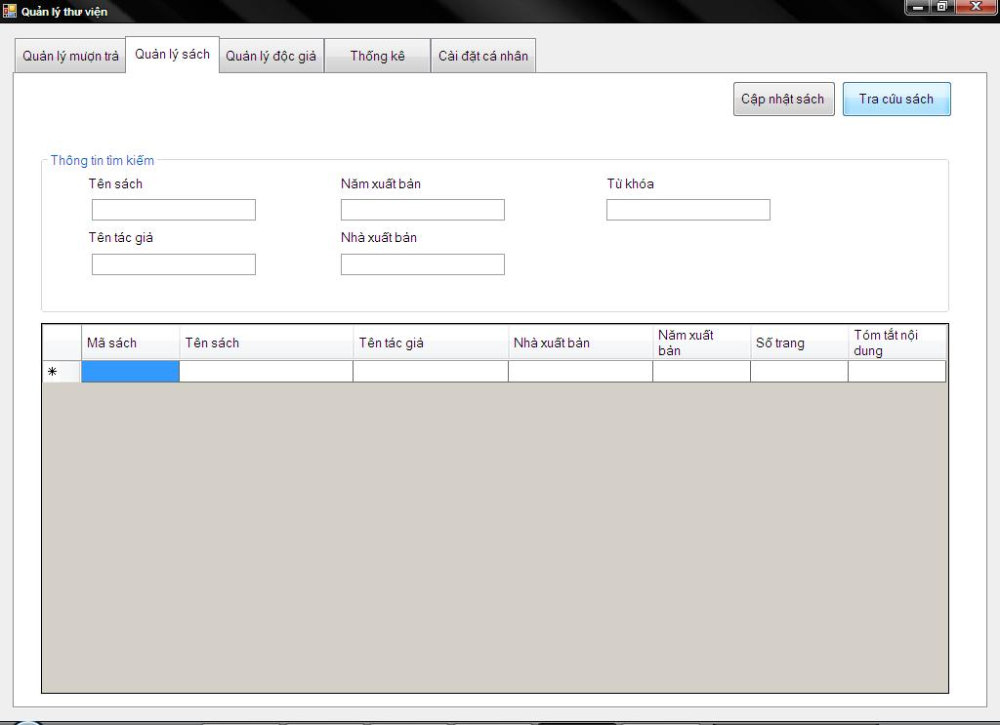 Quản lý thư viện
Quản lý mượn trả Quản lý sách Quản lý độc giả Thống kê Cài đặt cá nhân
Cập nhật sách Tra cứu sách
Thông tin tìm kiếm
Tên sách Năm xuất bản Từ khóa
Tên tác giả Nhà xuất bản
Mã sách Tên sách Tên tác giả Nhà xuất bản Năm xuất bản Số trang Tóm tắt nội dung